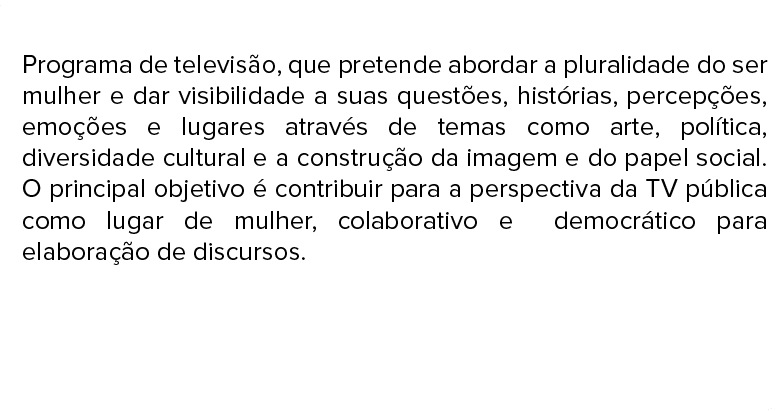 Programa de televisão, que pretende abordar a pluralidade do ser
mulher e dar visibilidade a suas questões, histórias, percepções,
emoções e lugares através de temas como arte, política,
diversidade cultural e a construção da imagem e do papel social.
O principal objetivo é contribuir para a perspectiva da TV pública
como lugar de mulher, colaborativo e democrático para
elaboração de discursos.